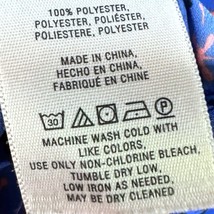 100% POLYESTER,
POLYESTER, POLIÉSTER,
POLIESTERE, POLYESTER
MADE IN CHINA,
HECHO EN CHINA,
FABRIQUÉ EN CHINE
30
P
MACHINE WASH COLD WITH
LIKE COLORS,
USE ONLY NON-CHLORINE BLEACH,
TUMBLE DRY LOW,
LOW IRON AS NEEDED,
MAY BE DRY CLEANED